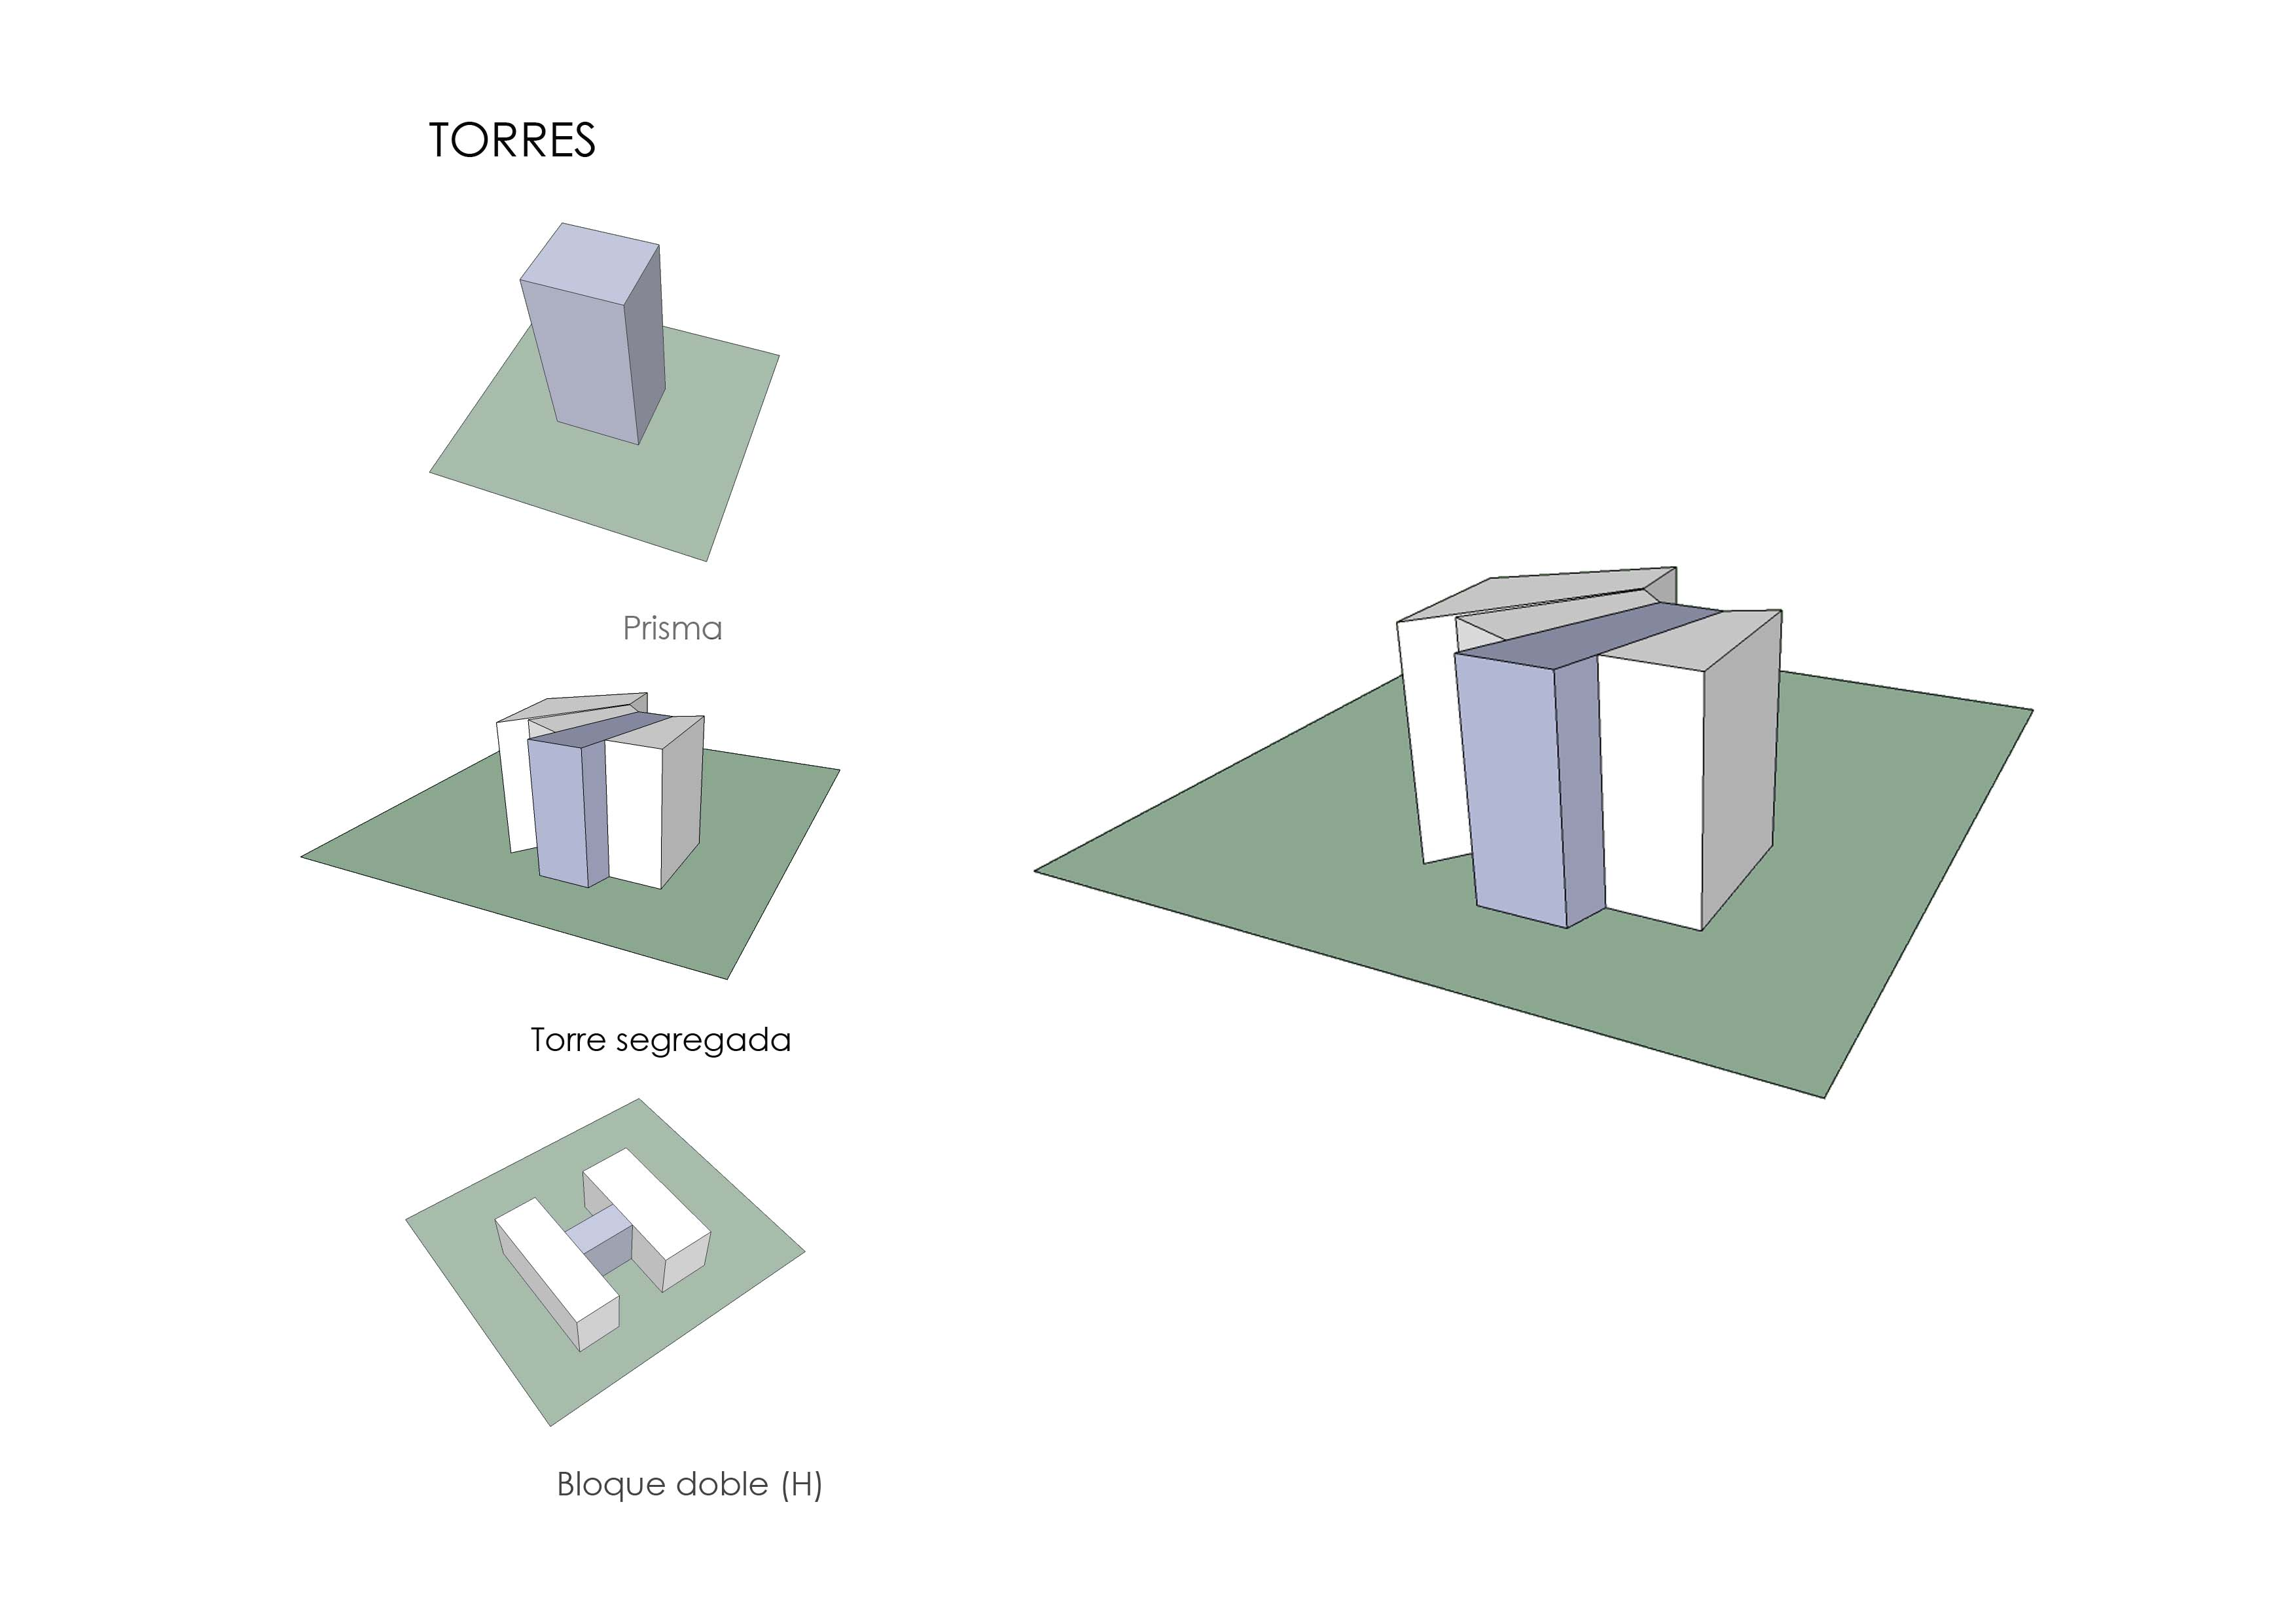 TORRES
Prisma
Torre segregada
Bloque doble (H)